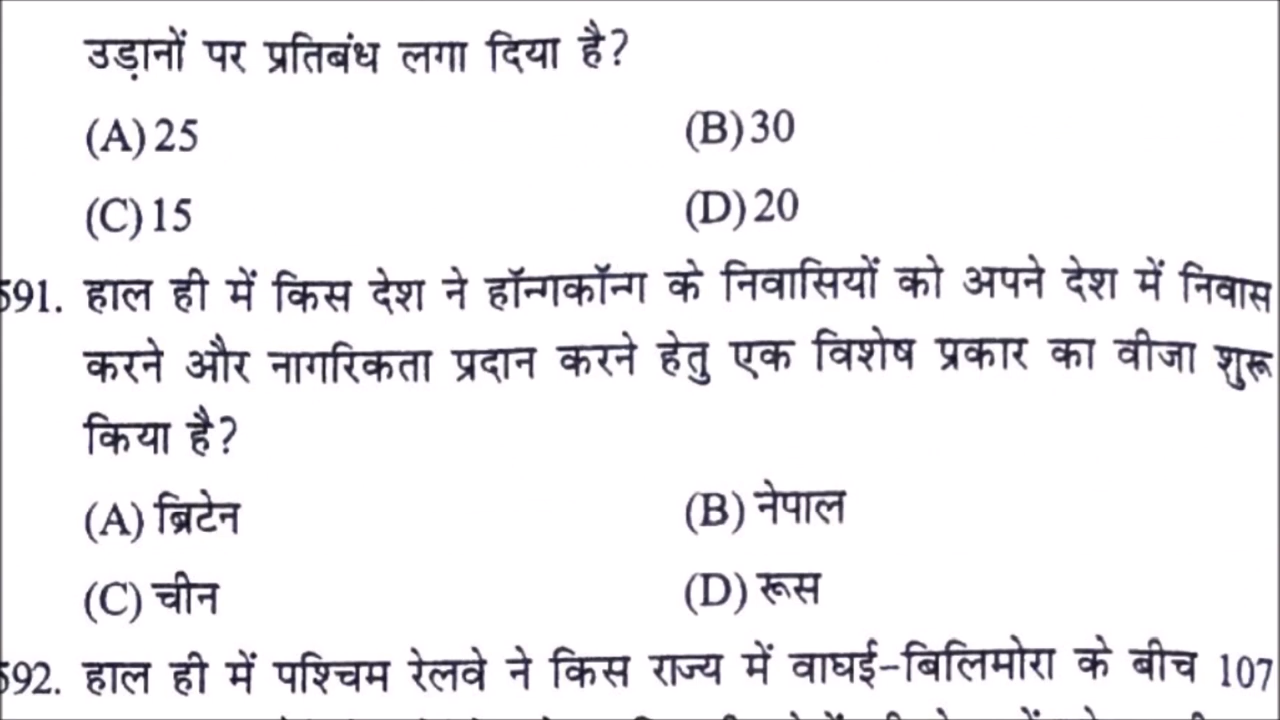 उड़ानों पर प्रतिबंध लगा दिया है?
(A) 25 (B) 30
(C) 15 (D) 20
591. हाल ही में किस देश ने हॉन्गकॉन्ग के निवासियों को अपने देश में निवास
करने और नागरिकता प्रदान करने हेतु एक विशेष प्रकार का वीजा शुरू
किया है?
(A) ब्रिटेन (B) नेपाल
(C) चीन (D) रूस
592. हाल ही में पश्चिम रेलवे ने किस राज्य में वाघई-बिलिमोरा के बीच 107